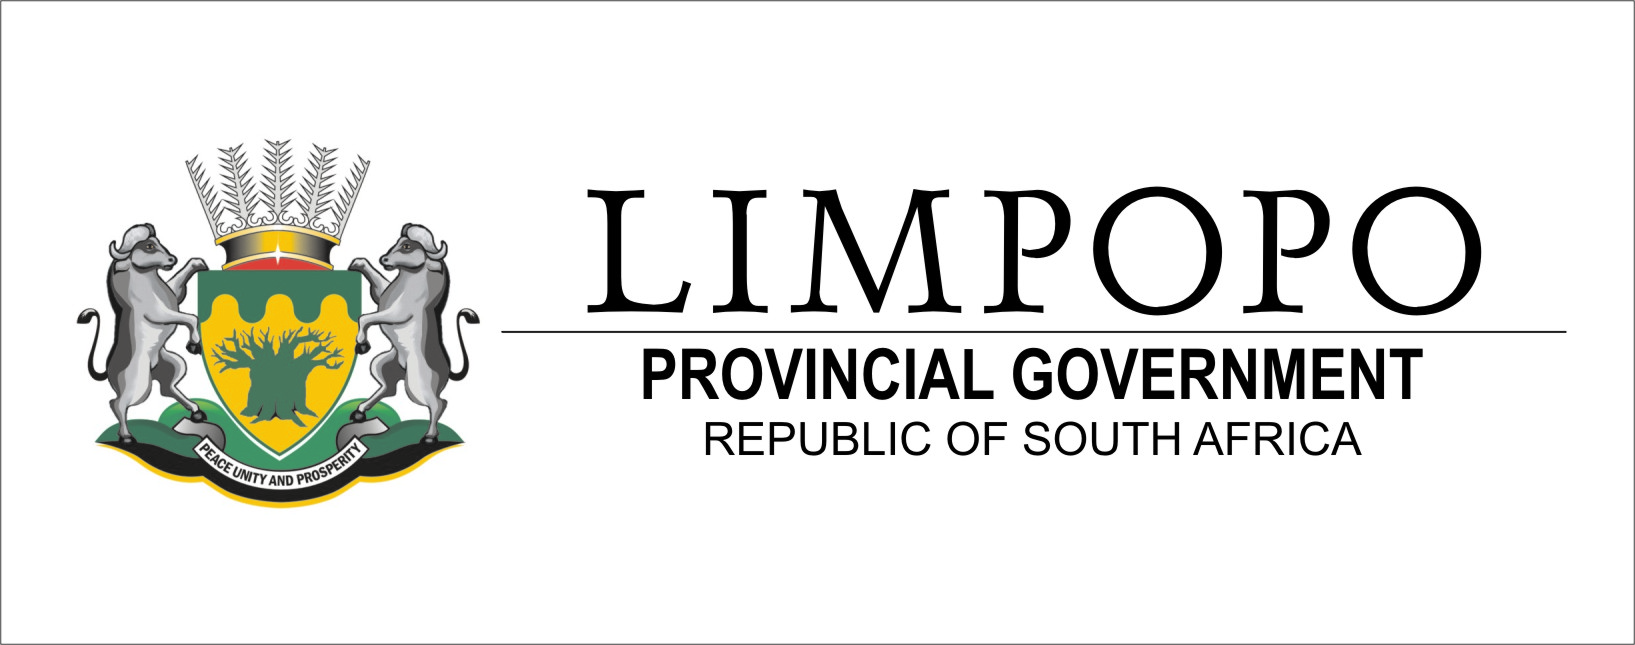 LIMPOPO
PROVINCIAL GOVERNMENT
REPUBLIC OF SOUTH AFRICA
PEACE UNITY AND PROSPERITY